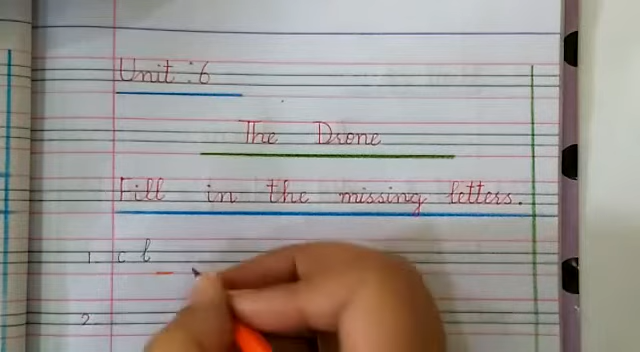 Unit : 6
The Drone
Fill in the missing letters.
1. c l _
2.